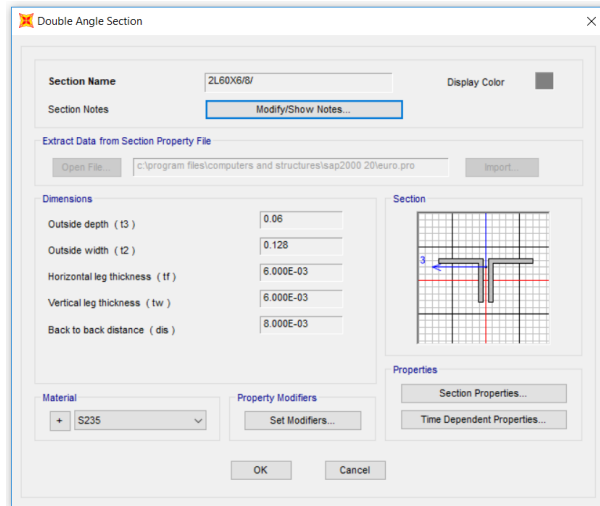 Double Angle Section
Section Name 2L60X6/8/ Display Color
Section Notes Modify/Show Notes...
Extract Data from Section Property File
Open File... c:\program files\computers and structures\sap2000 20\euro.pro Import...
Dimensions
Outside depth ( t3 ) 0.06
Outside width ( t2 ) 0.128
Horizontal leg thickness ( tf ) 6.000E-03
Vertical leg thickness ( tw ) 6.000E-03
Back to back distance ( dis ) 8.000E-03
Section
3
Material
+ S235
Property Modifiers
Set Modifiers...
Properties
Section Properties...
Time Dependent Properties...
OK Cancel